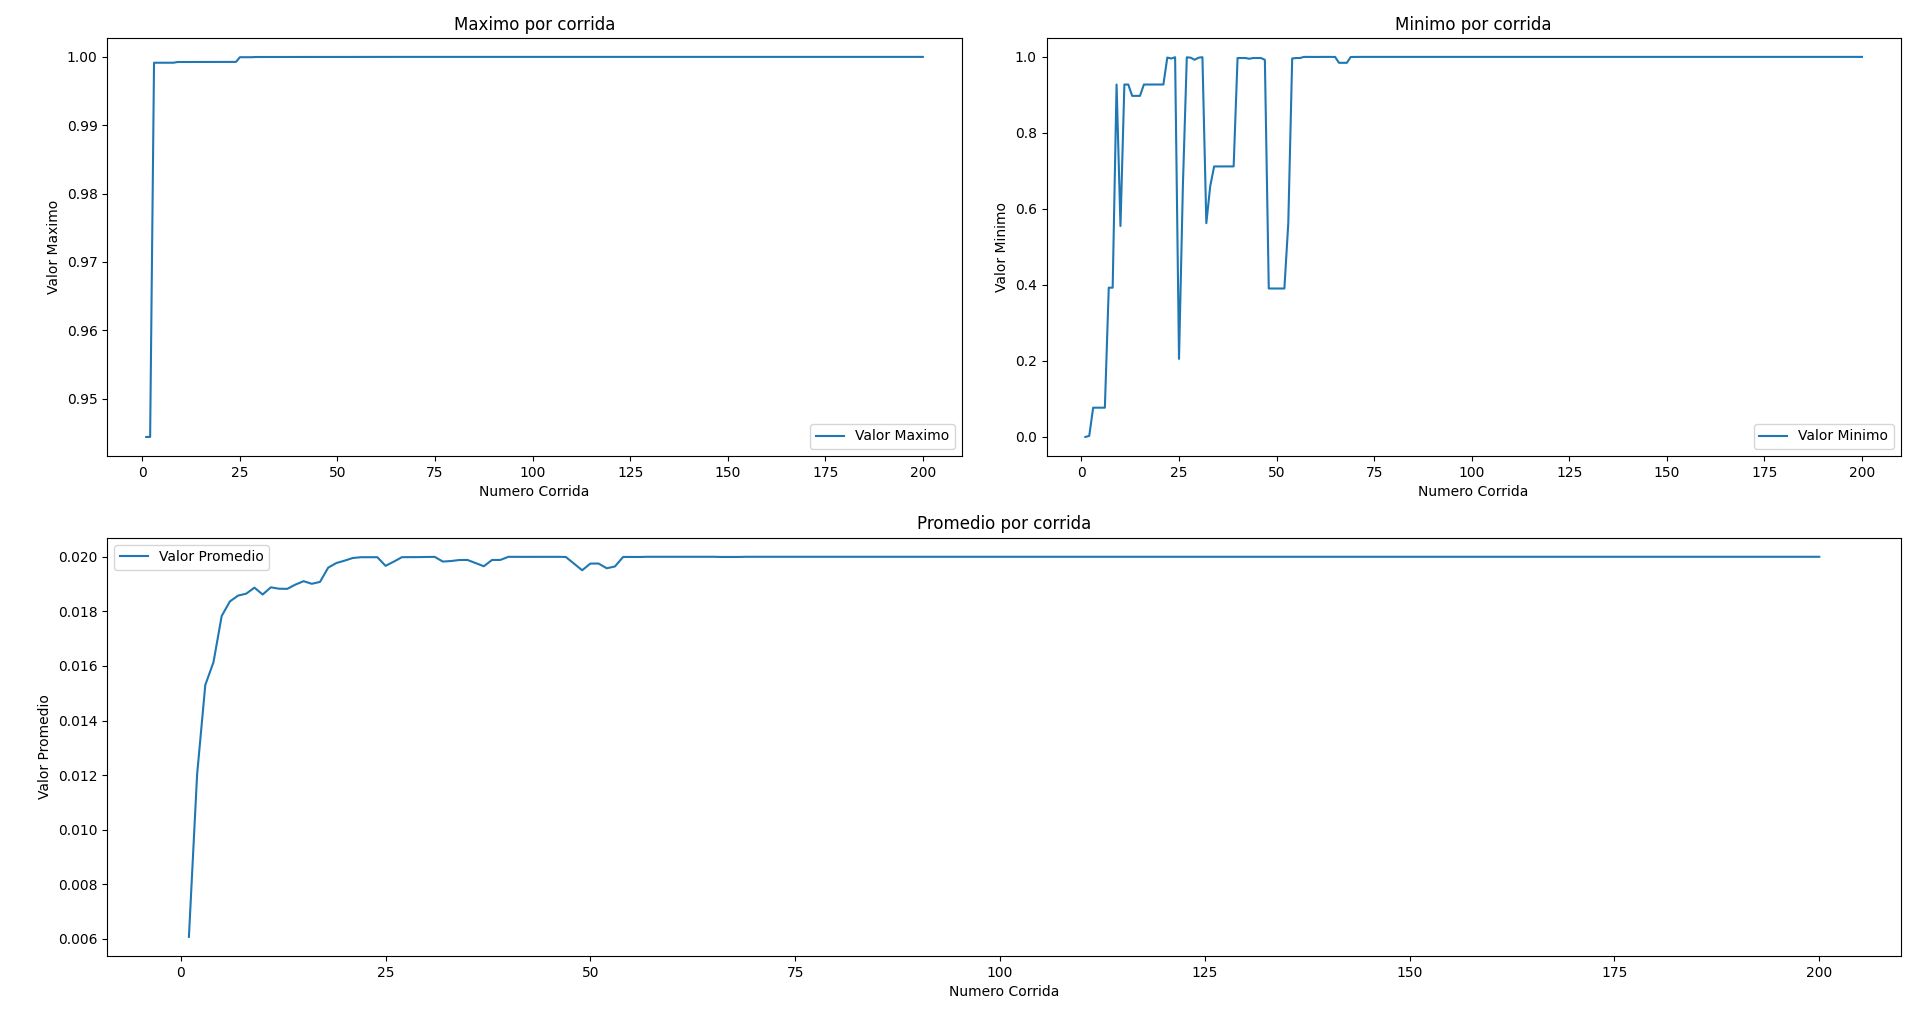 Maximo por corrida
1.00
0.99
0.98
0.97
0.96
0.95
Valor Maximo
Valor Maximo
0 25 50 75 100 125 150 175 200
Numero Corrida
Minimo por corrida
1.0
0.8
0.6
0.4
0.2
0.0
Valor Minimo
Valor Minimo
0 25 50 75 100 125 150 175 200
Numero Corrida
Promedio por corrida
Valor Promedio
0.020
0.018
0.016
0.014
0.012
0.010
0.008
0.006
Valor Promedio
0 25 50 75 100 125 150 175 200
Numero Corrida